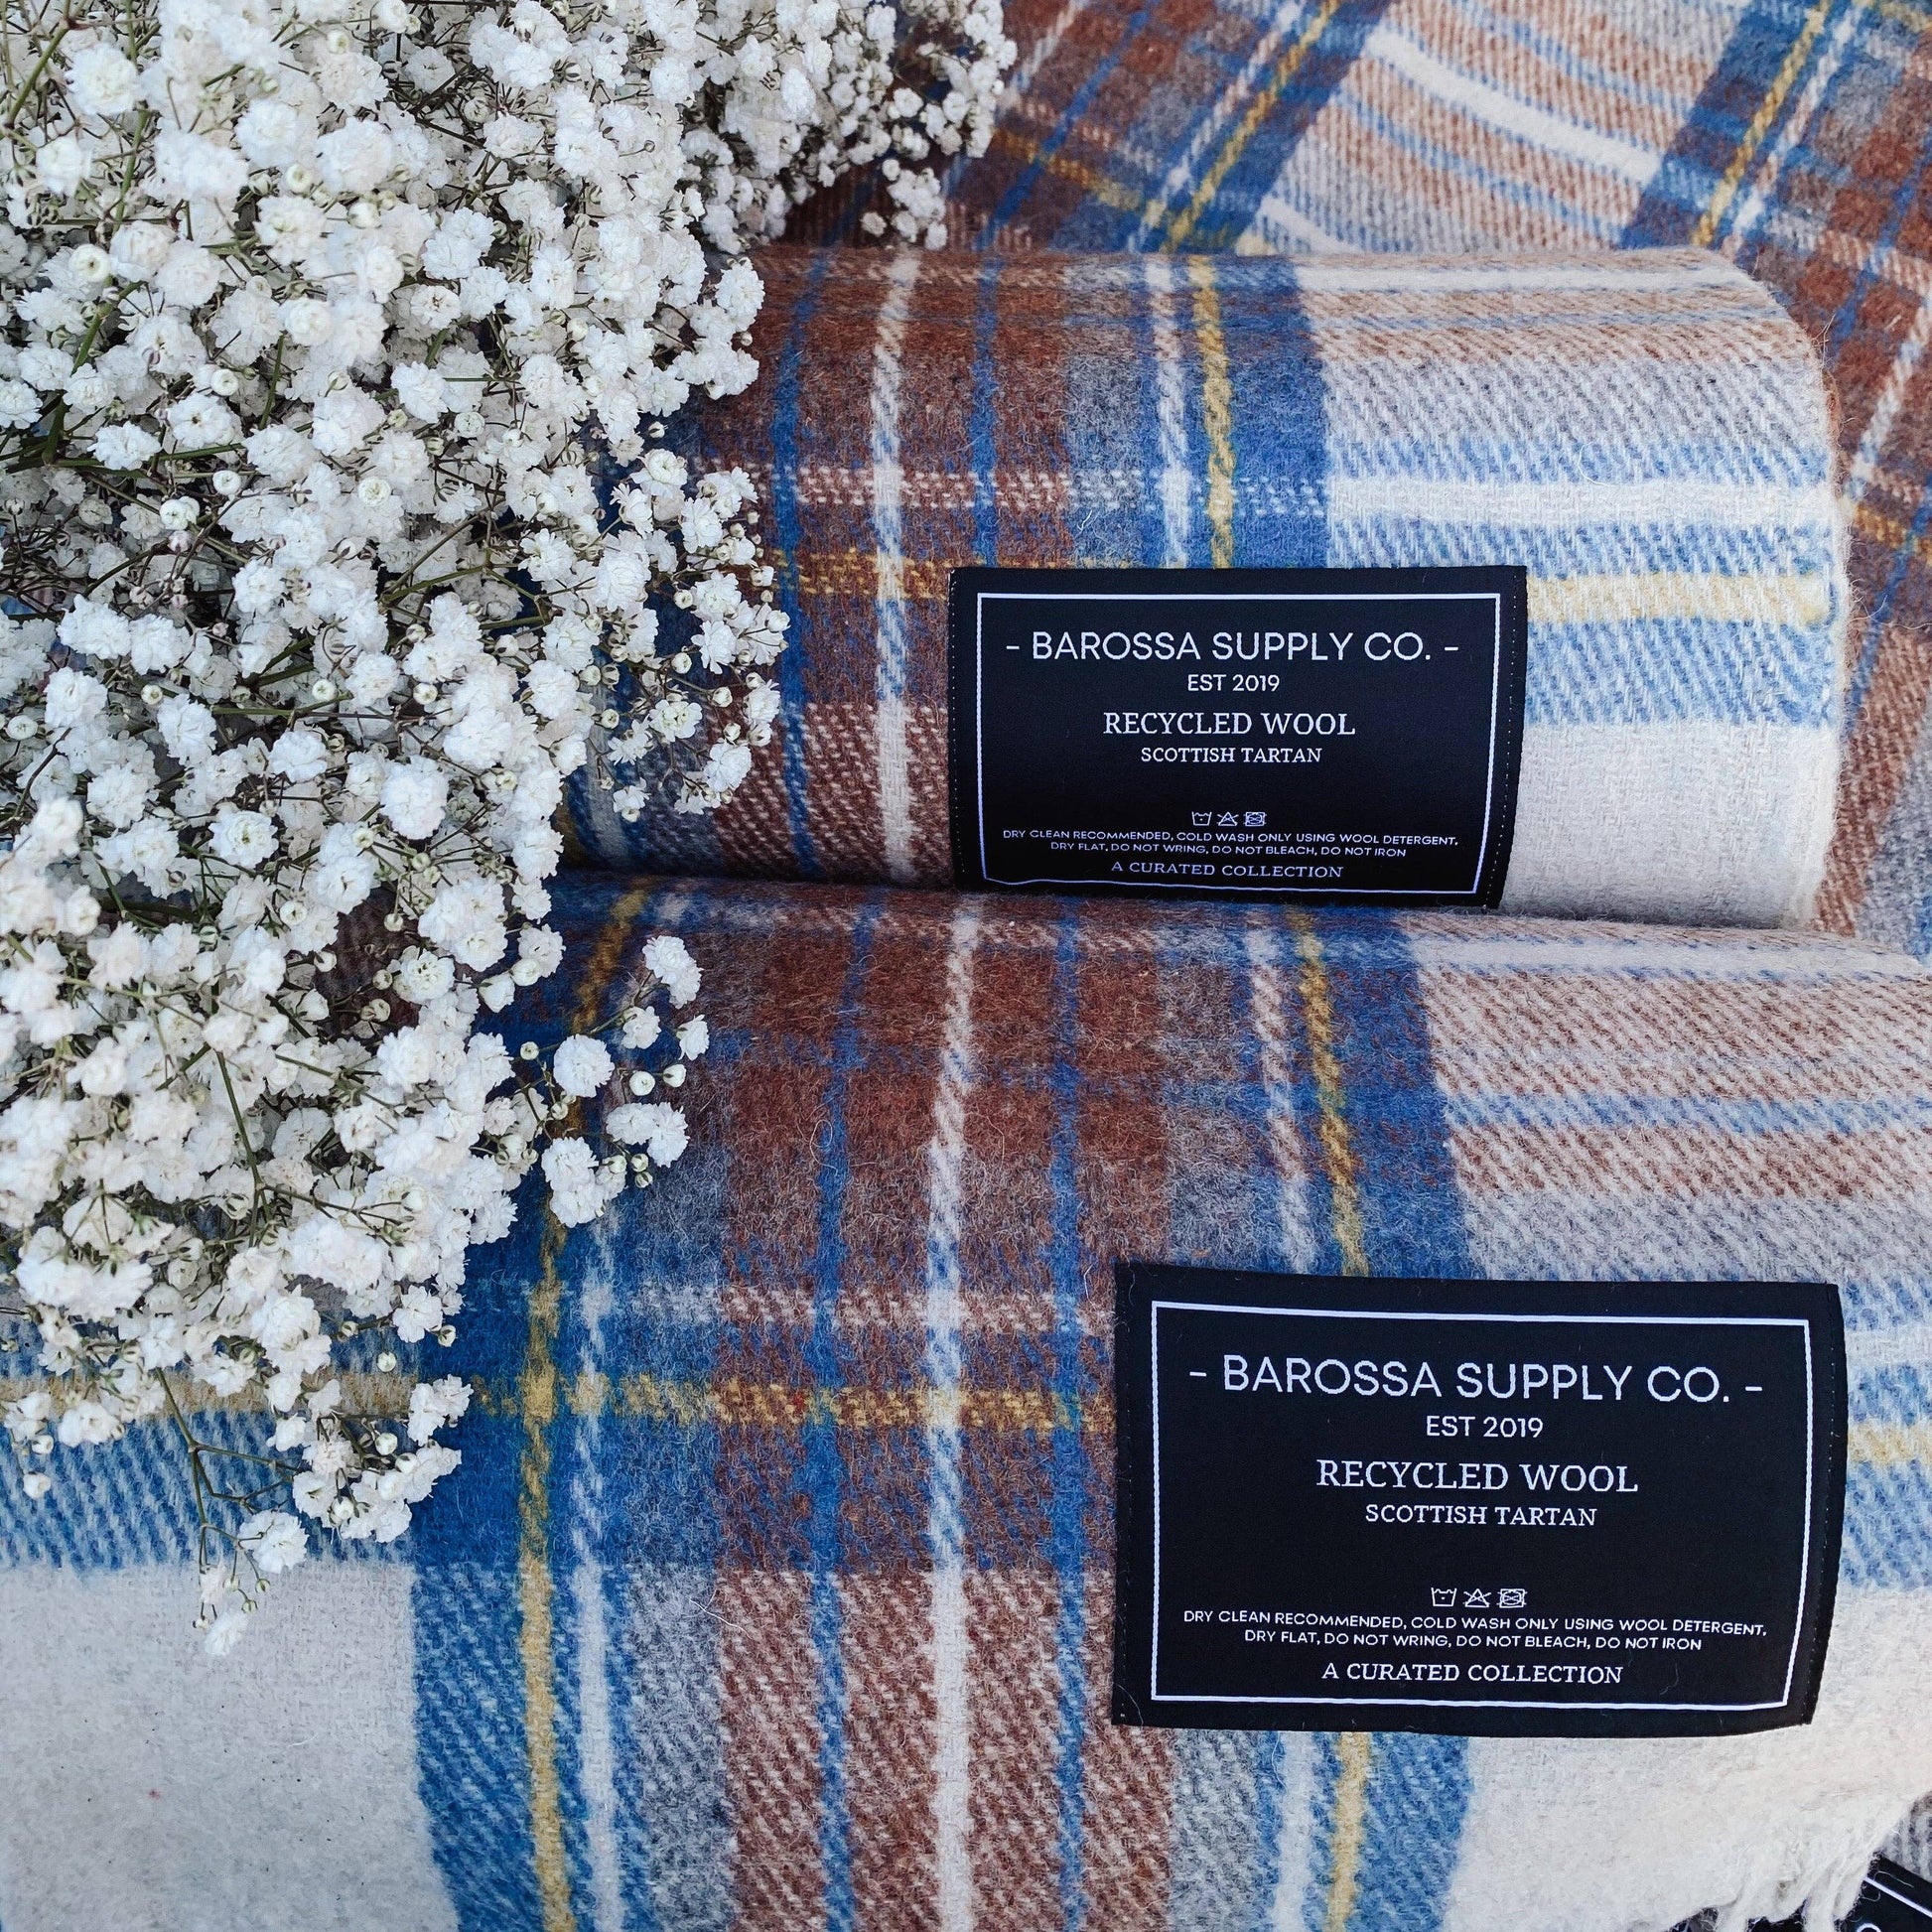 - BAROSSA SUPPLY CO. -
EST 2019
RECYCLED WOOL
SCOTTISH TARTAN
DRY CLEAN RECOMMENDED, COLD WASH ONLY USING WOOL DETERGENT,
DRY FLAT, DO NOT WRING, DO NOT BLEACH, DO NOT IRON
A CURATED COLLECTION
- BAROSSA SUPPLY CO. -
EST 2019
RECYCLED WOOL
SCOTTISH TARTAN
DRY CLEAN RECOMMENDED, COLD WASH ONLY USING WOOL DETERGENT,
DRY FLAT, DO NOT WRING, DO NOT BLEACH, DO NOT IRON
A CURATED COLLECTION